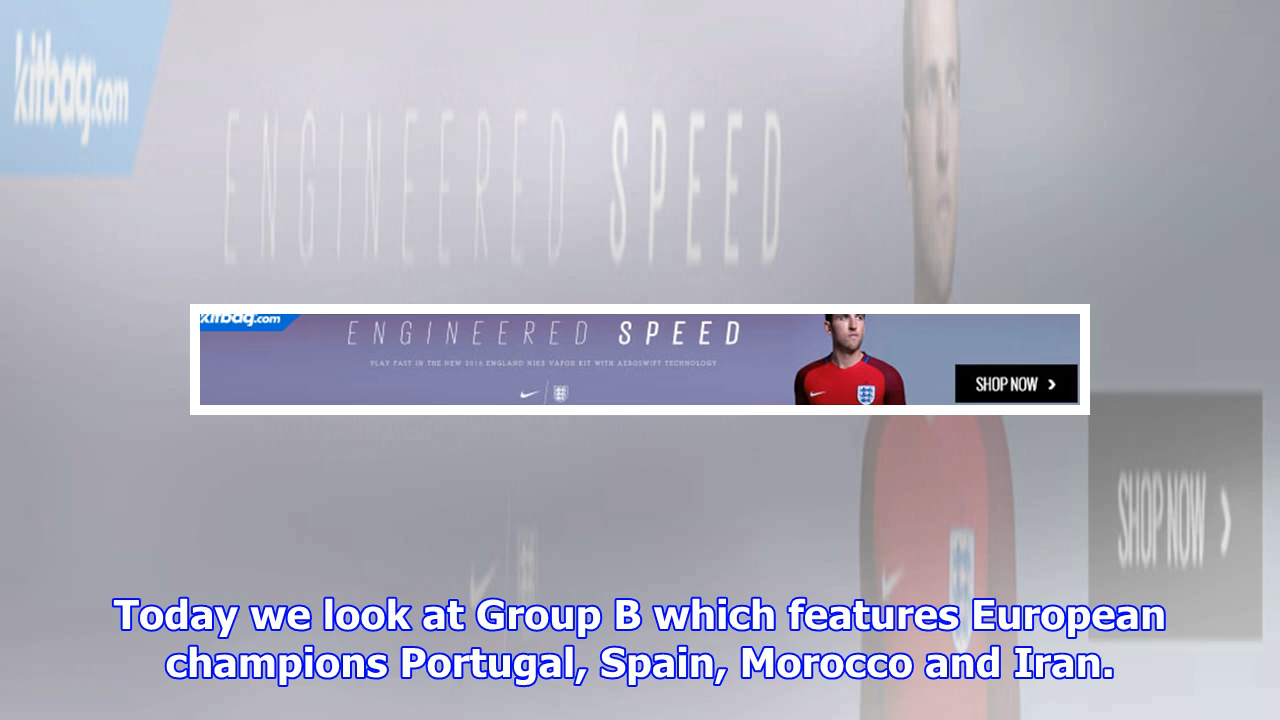 kitbag.com
ENGINEERED SPEED
kitbag.com
ENGINEERED SPEED
PLAY FAST IN THE NEW 2016 ENGLAND NIKE VAPOR KIT WITH AEROSWIFT TECHNOLOGY
SHOP NOW
SHOP NOW
Today we look at Group B which features European
champions Portugal, Spain, Morocco and Iran.